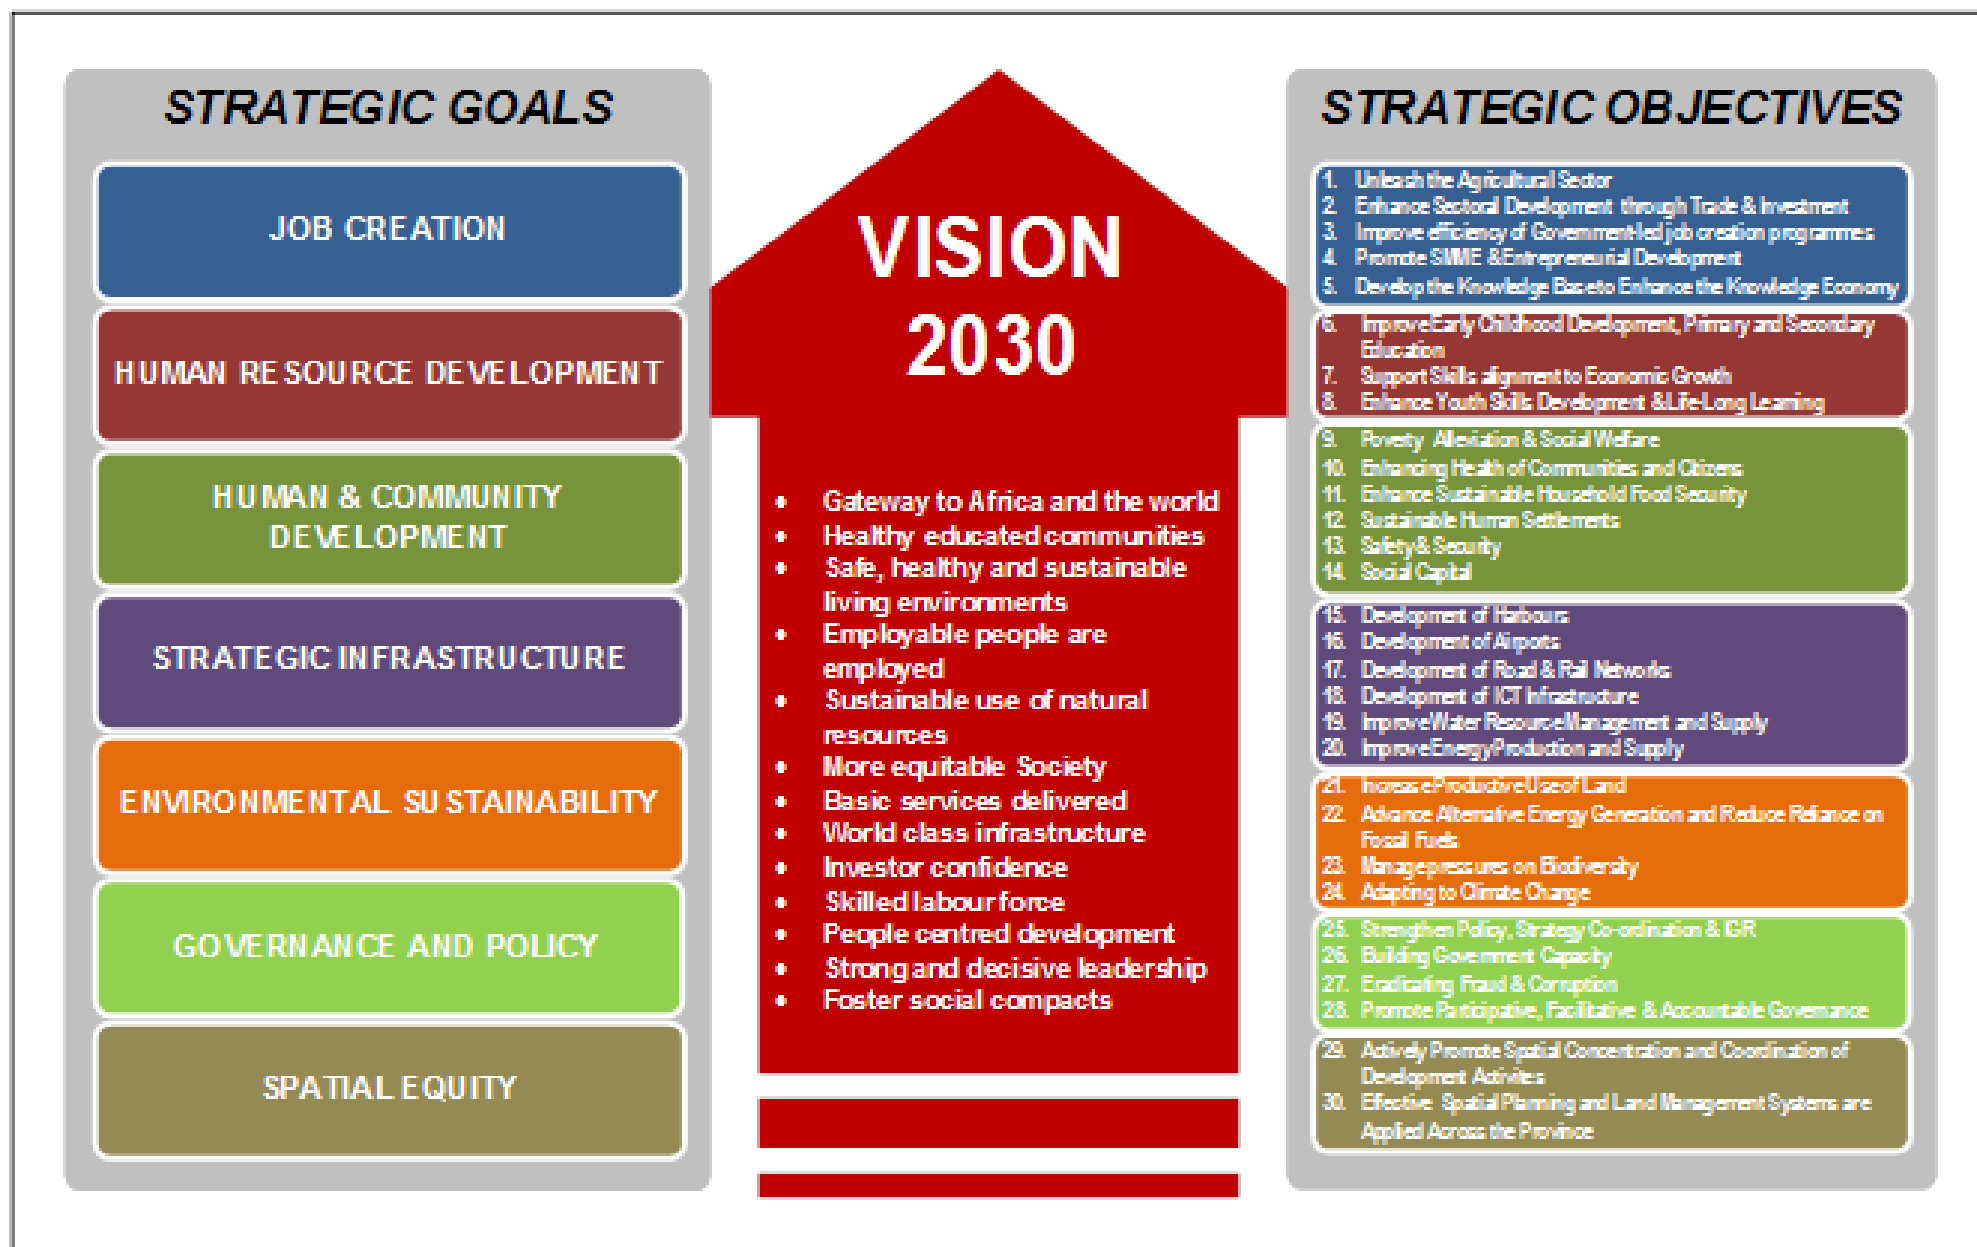 STRATEGIC GOALS
JOB CREATION
HUMAN RESOURCE DEVELOPMENT
HUMAN & COMMUNITY
DEVELOPMENT
STRATEGIC INFRASTRUCTURE
ENVIRONMENTAL SUSTAINABILITY
GOVERNANCE AND POLICY
SPATIAL EQUITY
VISION
2030
• Gateway to Africa and the world
• Healthy educated communities
• Safe, healthy and sustainable
living environments
• Employable people are
employed
• Sustainable use of natural
resources
• More equitable Society
• Basic services delivered
• World class infrastructure
• Investor confidence
• Skilled labour force
• People centred development
• Strong and decisive leadership
• Foster social compacts
STRATEGIC OBJECTIVES
1. Unleash the Agricultural Sector
2. Enhance Sectoral Development through Trade & Investment
3. Improve efficiency of Government-led job creation programmes
4. Promote SMME & Entrepreneurial Development
5. Develop the Knowledge Base to Enhance the Knowledge Economy
6. Improve Early Childhood Development, Primary and Secondary
Education
7. Support Skills alignment to Economic Growth
8. Enhance Youth Skills Development & Life-Long Learning
9. Poverty Alleviation & Social Welfare
10. Enhancing Health of Communities and Citizens
11. Enhance Sustainable Household Food Security
12. Sustainable Human Settlements
13. Safety & Security
14. Social Capital
15. Development of Harbours
16. Development of Airports
17. Development of Road & Rail Networks
18. Development of ICT Infrastructure
19. Improve Water Resource Management and Supply
20. Improve Energy Production and Supply
21. Increase Productive Use of Land
22. Advance Alternative Energy Generation and Reduce Reliance on
Fossil Fuels
23. Manage pressures on Biodiversity
24. Adapting to Climate Change
25. Strengthen Policy, Strategy Co-ordination & IGR
26. Building Government Capacity
27. Eradicating Fraud & Corruption
28. Promote Participative, Facilitative & Accountable Governance
29. Actively Promote Spatial Concentration and Coordination of
Development Activites
30. Effective Spatial Planning and Land Management Systems are
Applied Across the Province